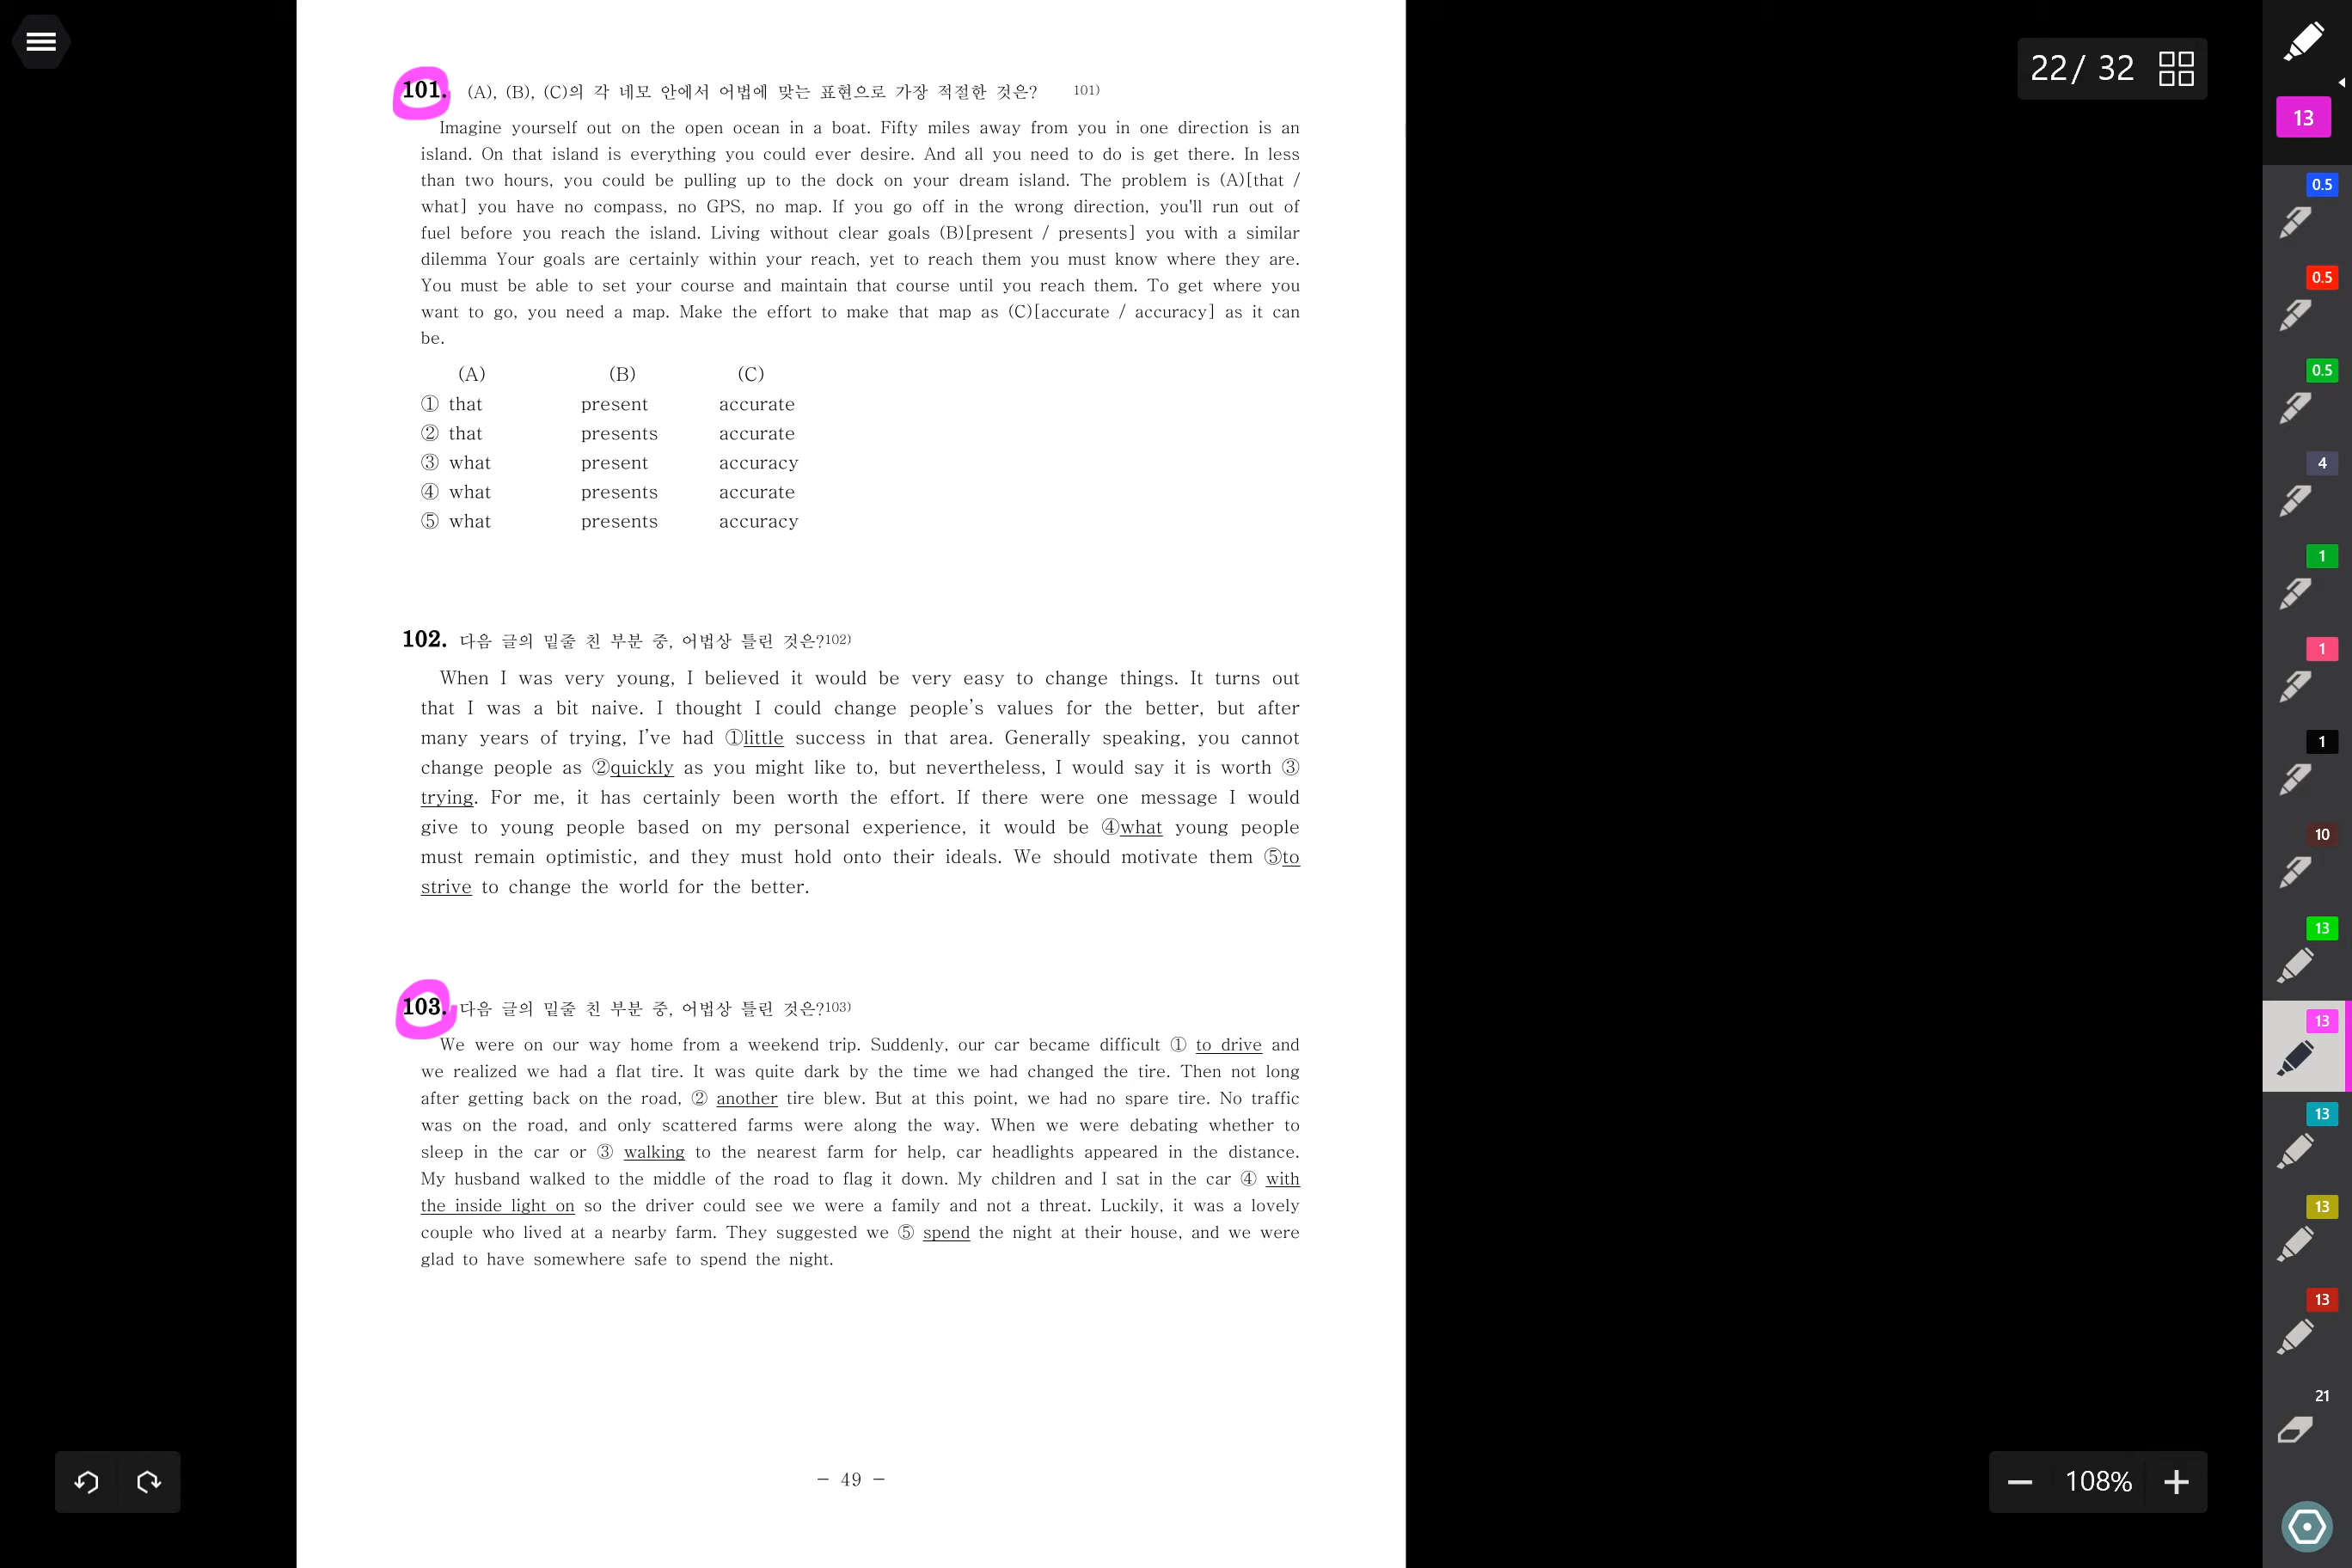 22/ 32
13
0.5
0.5
0.5
4
1
1
1
10
13
13
13
13
13
21
101. (A), (B), (C)의 각 네모 안에서 어법에 맞는 표현으로 가장 적절한 것은? 101)
Imagine yourself out on the open ocean in a boat. Fifty miles away from you in one direction is an
island. On that island is everything you could ever desire. And all you need to do is get there. In less
than two hours, you could be pulling up to the dock on your dream island. The problem is (A)[that /
what] you have no compass, no GPS, no map. If you go off in the wrong direction, you'll run out of
fuel before you reach the island. Living without clear goals (B)[present / presents] you with a similar
dilemma Your goals are certainly within your reach, yet to reach them you must know where they are.
You must be able to set your course and maintain that course until you reach them. To get where you
want to go, you need a map. Make the effort to make that map as (C)[accurate / accuracy] as it can
be.
(A) (B) (C)
① that present accurate
② that presents accurate
③ what present accuracy
④ what presents accurate
⑤ what presents accuracy
102. 다음 글의 밑줄 친 부분 중, 어법상 틀린 것은?102)
When I was very young, I believed it would be very easy to change things. It turns out
that I was a bit naive. I thought I could change people's values for the better, but after
many years of trying, I've had ①little success in that area. Generally speaking, you cannot
change people as ②quickly as you might like to, but nevertheless, I would say it is worth ③
trying. For me, it has certainly been worth the effort. If there were one message I would
give to young people based on my personal experience, it would be ④what young people
must remain optimistic, and they must hold onto their ideals. We should motivate them ⑤to
strive to change the world for the better.
103. 다음 글의 밑줄 친 부분 중, 어법상 틀린 것은?103)
We were on our way home from a weekend trip. Suddenly, our car became difficult ① to drive and
we realized we had a flat tire. It was quite dark by the time we had changed the tire. Then not long
after getting back on the road, ② another tire blew. But at this point, we had no spare tire. No traffic
was on the road, and only scattered farms were along the way. When we were debating whether to
sleep in the car or ③ walking to the nearest farm for help, car headlights appeared in the distance.
My husband walked to the middle of the road to flag it down. My children and I sat in the car ④ with
the inside light on so the driver could see we were a family and not a threat. Luckily, it was a lovely
couple who lived at a nearby farm. They suggested we ⑤ spend the night at their house, and we were
glad to have somewhere safe to spend the night.
- 49 -
108%